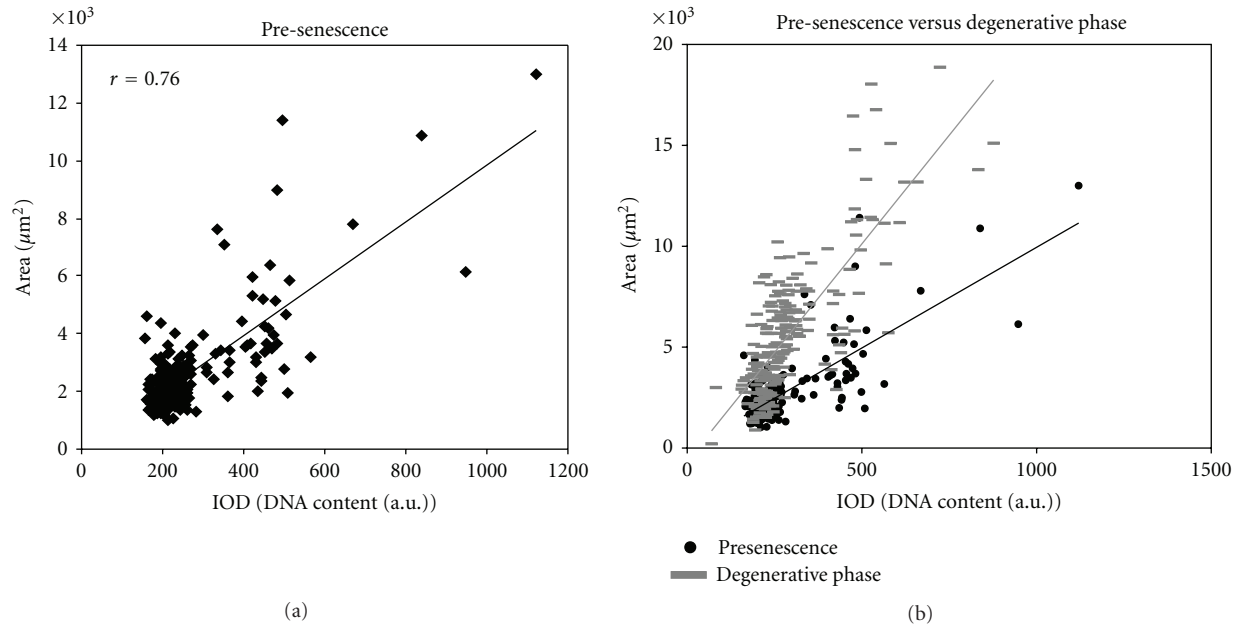 ×10³
Pre-senescence
14
r = 0.76
12
10
8
6
4
2
0
Area (µm²)
0 200 400 600 800 1000 1200
IOD (DNA content (a.u.))
(a)
×10³
Pre-senescence versus degenerative phase
20
15
10
5
0
Area (µm²)
0 500 1000 1500
IOD (DNA content (a.u.))
Presenescence
Degenerative phase
(b)